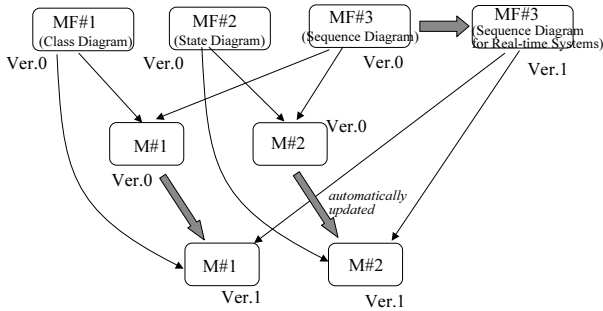 MF#1
(Class Diagram)
Ver.0
MF#2
(State Diagram)
Ver.0
MF#3
(Sequence Diagram)
Ver.0
MF#3
(Sequence Diagram
for Real-time Systems)
Ver.1
M#1
Ver.0
M#2
Ver.0
automatically
updated
M#1
Ver.1
M#2
Ver.1